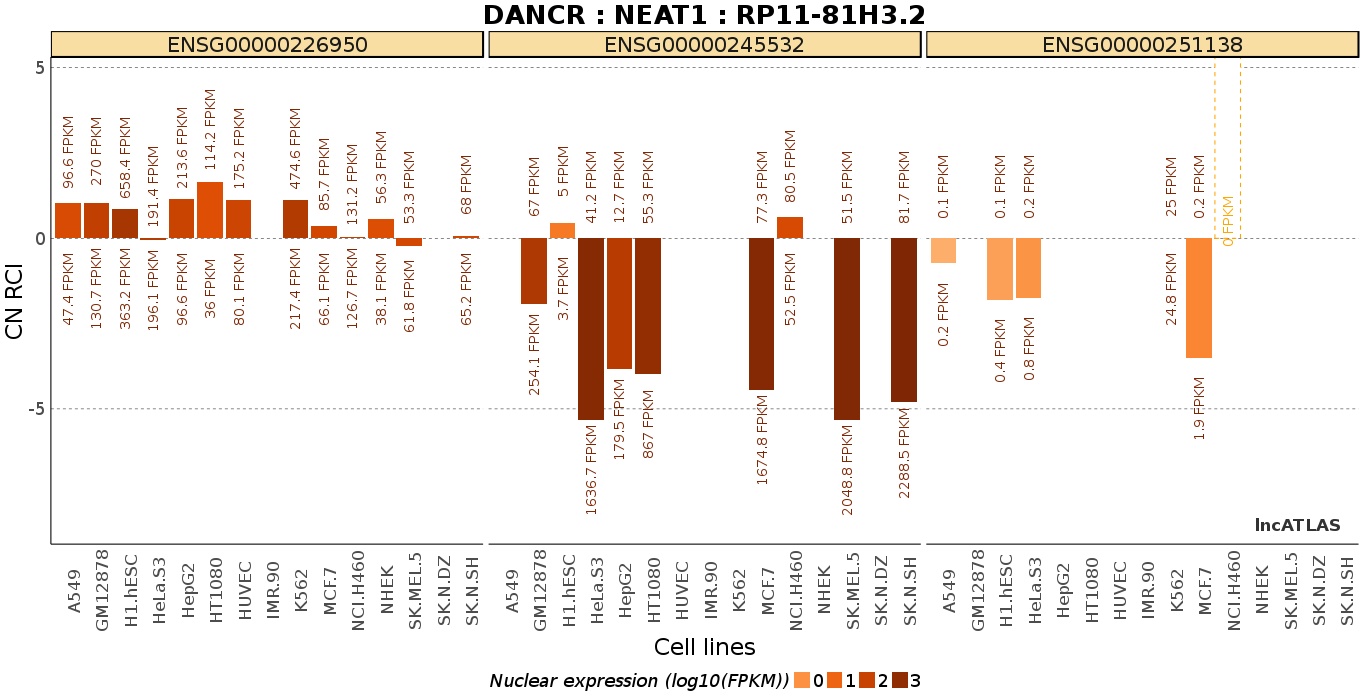 DANCR : NEAT1 : RP11-81H3.2
ENSG00000226950
ENSG00000245532
ENSG00000251138
CN RCI
5
0
-5
96.6 FPKM
270 FPKM
658.4 FPKM
191.4 FPKM
213.6 FPKM
114.2 FPKM
175.2 FPKM
474.6 FPKM
85.7 FPKM
131.2 FPKM
56.3 FPKM
53.3 FPKM
68 FPKM
47.4 FPKM
130.7 FPKM
363.2 FPKM
196.1 FPKM
96.6 FPKM
36 FPKM
80.1 FPKM
217.4 FPKM
66.1 FPKM
126.7 FPKM
38.1 FPKM
61.8 FPKM
65.2 FPKM
67 FPKM
5 FPKM
41.2 FPKM
12.7 FPKM
55.3 FPKM
77.3 FPKM
80.5 FPKM
51.5 FPKM
81.7 FPKM
254.1 FPKM
3.7 FPKM
1636.7 FPKM
179.5 FPKM
867 FPKM
1674.8 FPKM
52.5 FPKM
2048.8 FPKM
2288.5 FPKM
0.1 FPKM
0.1 FPKM
0.2 FPKM
25 FPKM
0.2 FPKM
0 FPKM
0.2 FPKM
0.4 FPKM
0.8 FPKM
24.8 FPKM
1.9 FPKM
lncATLAS
A549
GM12878
H1.hESC
HeLa.S3
HepG2
HT1080
HUVEC
IMR.90
K562
MCF.7
NCI.H460
NHEK
SK.MEL.5
SK.N.DZ
SK.N.SH
A549
GM12878
H1.hESC
HeLa.S3
HepG2
HT1080
HUVEC
IMR.90
K562
MCF.7
NCI.H460
NHEK
SK.MEL.5
SK.N.DZ
SK.N.SH
A549
GM12878
H1.hESC
HeLa.S3
HepG2
HT1080
HUVEC
IMR.90
K562
MCF.7
NCI.H460
NHEK
SK.MEL.5
SK.N.DZ
SK.N.SH
Cell lines
Nuclear expression (log10(FPKM)) 0 1 2 3